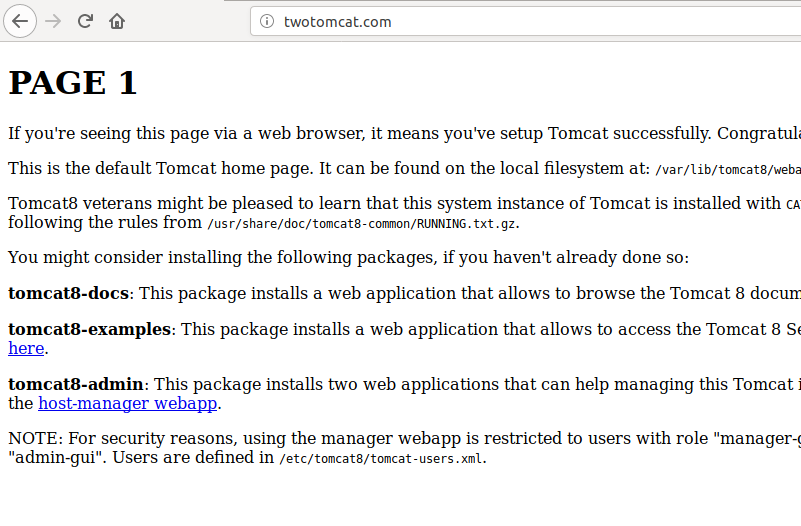 twotomcat.com
PAGE 1
If you're seeing this page via a web browser, it means you've setup Tomcat successfully. Congratula
This is the default Tomcat home page. It can be found on the local filesystem at: /var/lib/tomcat8/weba
Tomcat8 veterans might be pleased to learn that this system instance of Tomcat is installed with CA
following the rules from /usr/share/doc/tomcat8-common/RUNNING.txt.gz.
You might consider installing the following packages, if you haven't already done so:
tomcat8-docs: This package installs a web application that allows to browse the Tomcat 8 docum
tomcat8-examples: This package installs a web application that allows to access the Tomcat 8 Se
here.
tomcat8-admin: This package installs two web applications that can help managing this Tomcat i
the host-manager webapp.
NOTE: For security reasons, using the manager webapp is restricted to users with role "manager-g
"admin-gui". Users are defined in /etc/tomcat8/tomcat-users.xml.